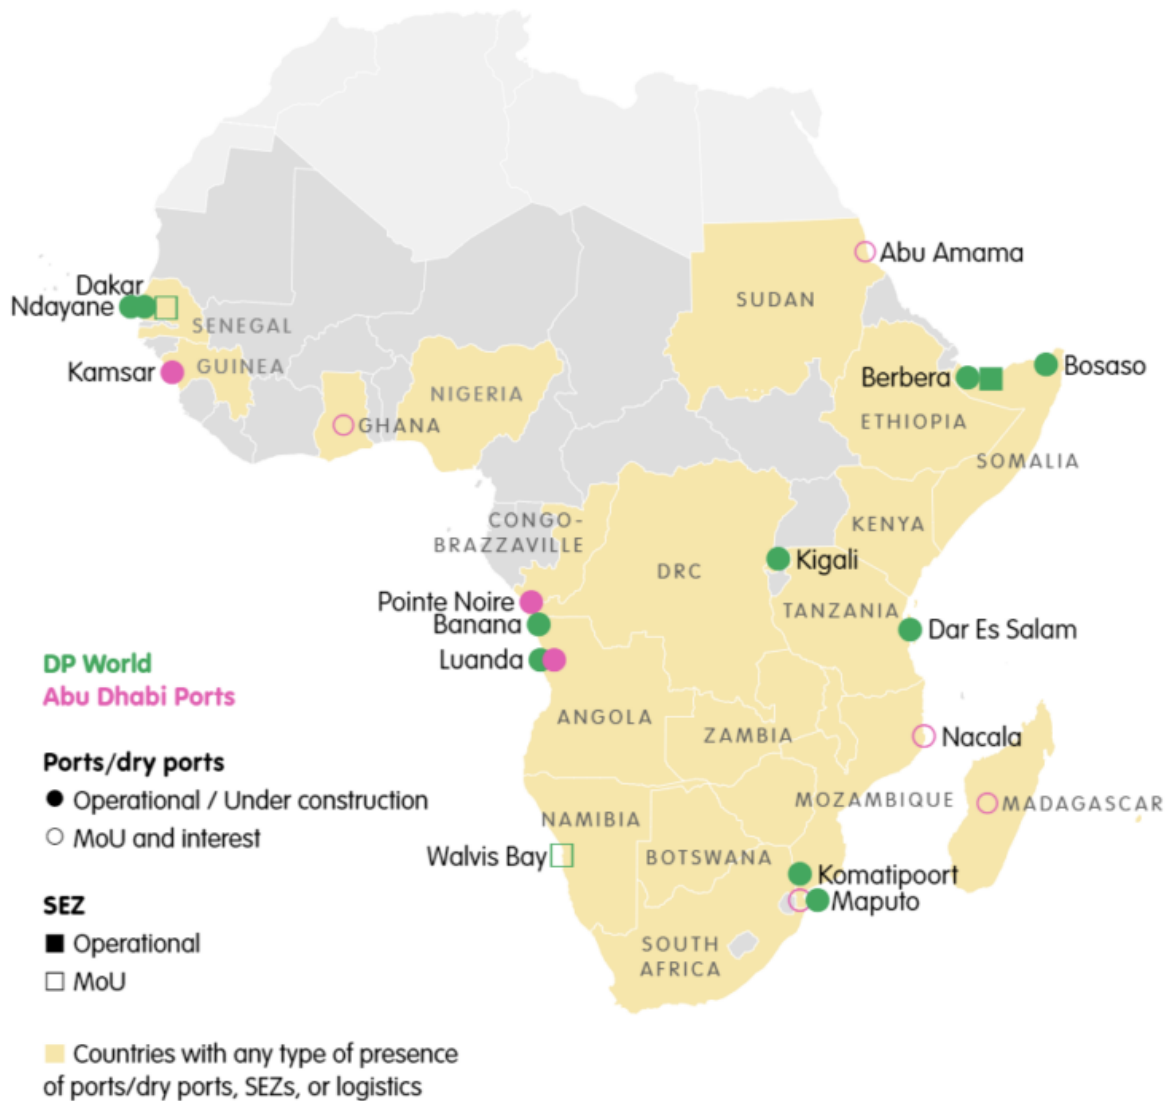 Abu Amama
SUDAN
Dakar
Ndayane
SENEGAL
Kamsar
GUINEA
NIGERIA
GHANA
Bosaso
Berbera
ETHIOPIA
SOMALIA
CONGO-
BRAZZAVILLE
KENYA
DRC
Kigali
TANZANIA
Pointe Noire
Banana
Dar Es Salam
Luanda
ANGOLA
ZAMBIA
Nacala
MOZAMBIQUE
MADAGASCAR
NAMIBIA
Walvis Bay
BOTSWANA
Komatipoort
Maputo
SOUTH
AFRICA
DP World
Abu Dhabi Ports
Ports/dry ports
Operational / Under construction
MoU and interest
SEZ
Operational
MoU
Countries with any type of presence
of ports/dry ports, SEZs, or logistics